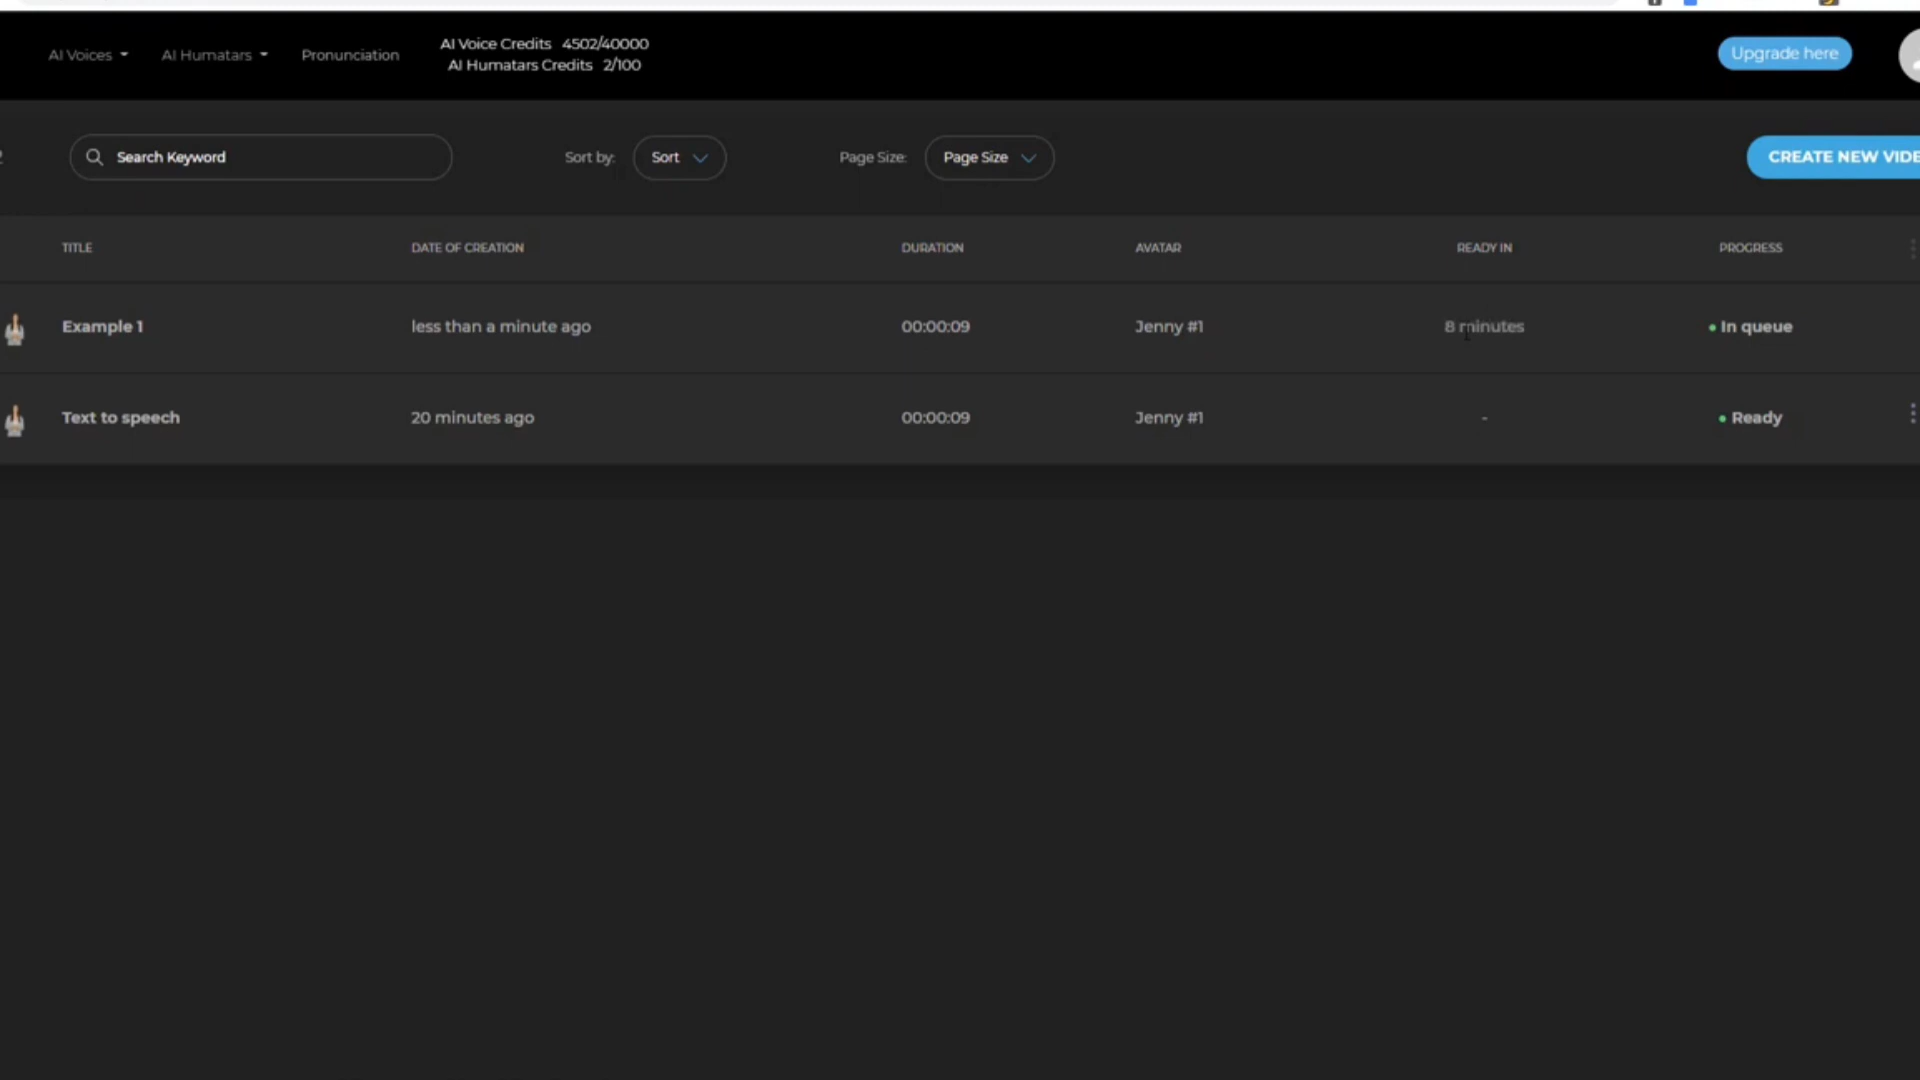 AI Voices AI Humatars Pronunciation AI Voice Credits 4502/40000 Upgrade here
AI Humatars Credits 2/100
Search Keyword Sort by: Sort Page Size: Page Size CREATE NEW VIDE
TITLE DATE OF CREATION DURATION AVATAR READY IN PROGRESS
Example 1 less than a minute ago 00:00:09 Jenny #1 8 minutes In queue
Text to speech 20 minutes ago 00:00:09 Jenny #1 - Ready